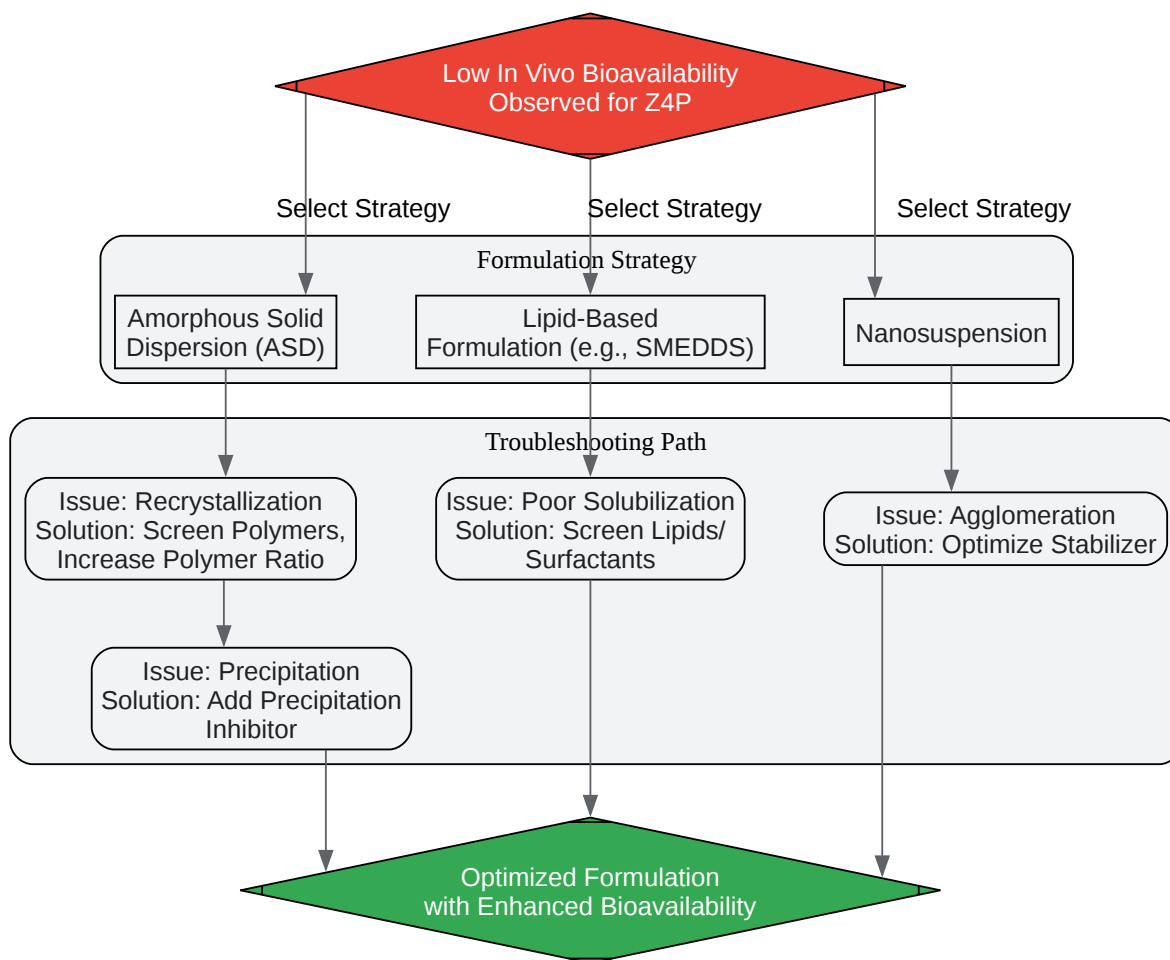 Low In Vivo Bioavailability
Observed for Z4P
Select Strategy
Select Strategy
Select Strategy
Formulation Strategy
Amorphous Solid
Dispersion (ASD)
Lipid-Based
Formulation (e.g., SMEDDS)
Nanosuspension
Troubleshooting Path
Issue: Recrystallization
Solution: Screen Polymers,
Increase Polymer Ratio
Issue: Poor Solubilization
Solution: Screen Lipids/
Surfactants
Issue: Agglomeration
Solution: Optimize Stabilizer
Issue: Precipitation
Solution: Add Precipitation
Inhibitor
Optimized Formulation
with Enhanced Bioavailability